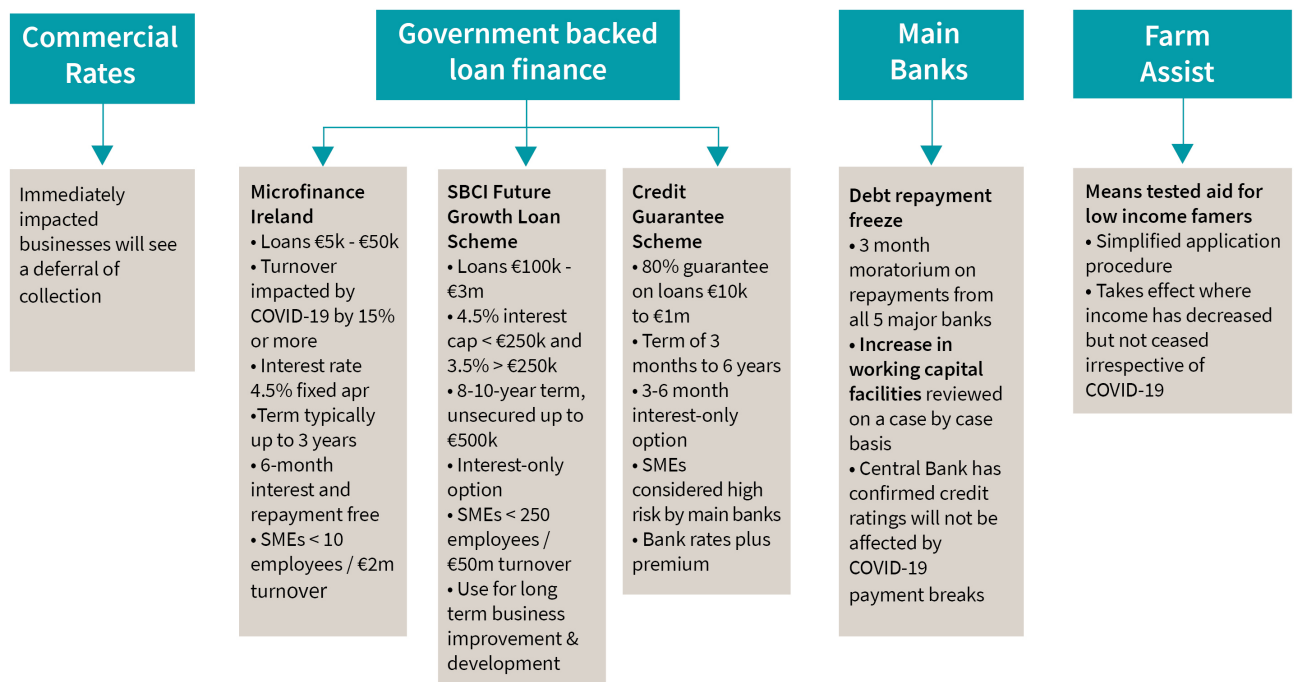 Commercial
Rates
Immediately
impacted
businesses will see
a deferral of
collection
Government backed
loan finance
Microfinance
Ireland
• Loans €5k - €50k
• Turnover
impacted by
COVID-19 by 15%
or more
• Interest rate
4.5% fixed apr
•Term typically
up to 3 years
• 6-month
interest and
repayment free
• SMEs < 10
employees / €2m
turnover
SBCI Future
Growth Loan
Scheme
• Loans €100k -
€3m
• 4.5% interest
cap < €250k and
3.5% > €250k
• 8-10-year term,
unsecured up to
€500k
• Interest-only
option
• SMEs < 250
employees /
€50m turnover
• Use for long
term business
improvement &
development
Credit
Guarantee
Scheme
• 80% guarantee
on loans €10k
to €1m
• Term of 3
months to 6 years
• 3-6 month
interest-only
option
• SMEs
considered high
risk by main banks
• Bank rates plus
premium
Main
Banks
Debt repayment
freeze
• 3 month
moratorium on
repayments from
all 5 major banks
• Increase in
working capital
facilities reviewed
on a case by case
basis
• Central Bank has
confirmed credit
ratings will not be
affected by
COVID-19
payment breaks
Farm
Assist
Means tested aid for
low income famers
• Simplified application
procedure
• Takes effect where
income has decreased
but not ceased
irrespective of
COVID-19